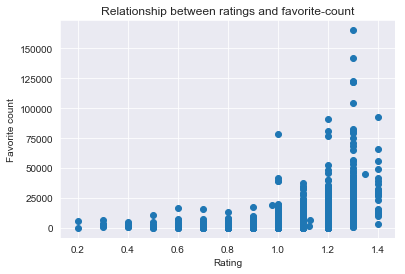 Relationship between ratings and favorite-count
Favorite count
150000
125000
100000
75000
50000
25000
0
0.2 0.4 0.6 0.8 1.0 1.2 1.4
Rating